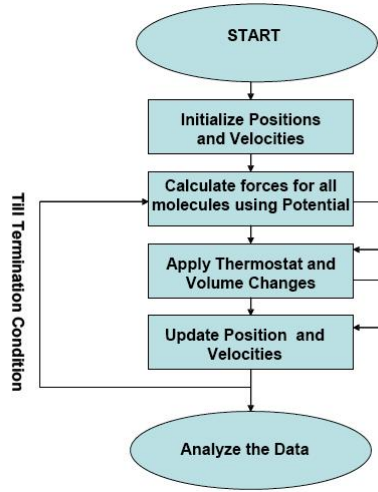 START
Initialize Positions
and Velocities
Calculate forces for all
molecules using Potential
Apply Thermostat and
Volume Changes
Update Position and
Velocities
Till Termination Condition
Analyze the Data